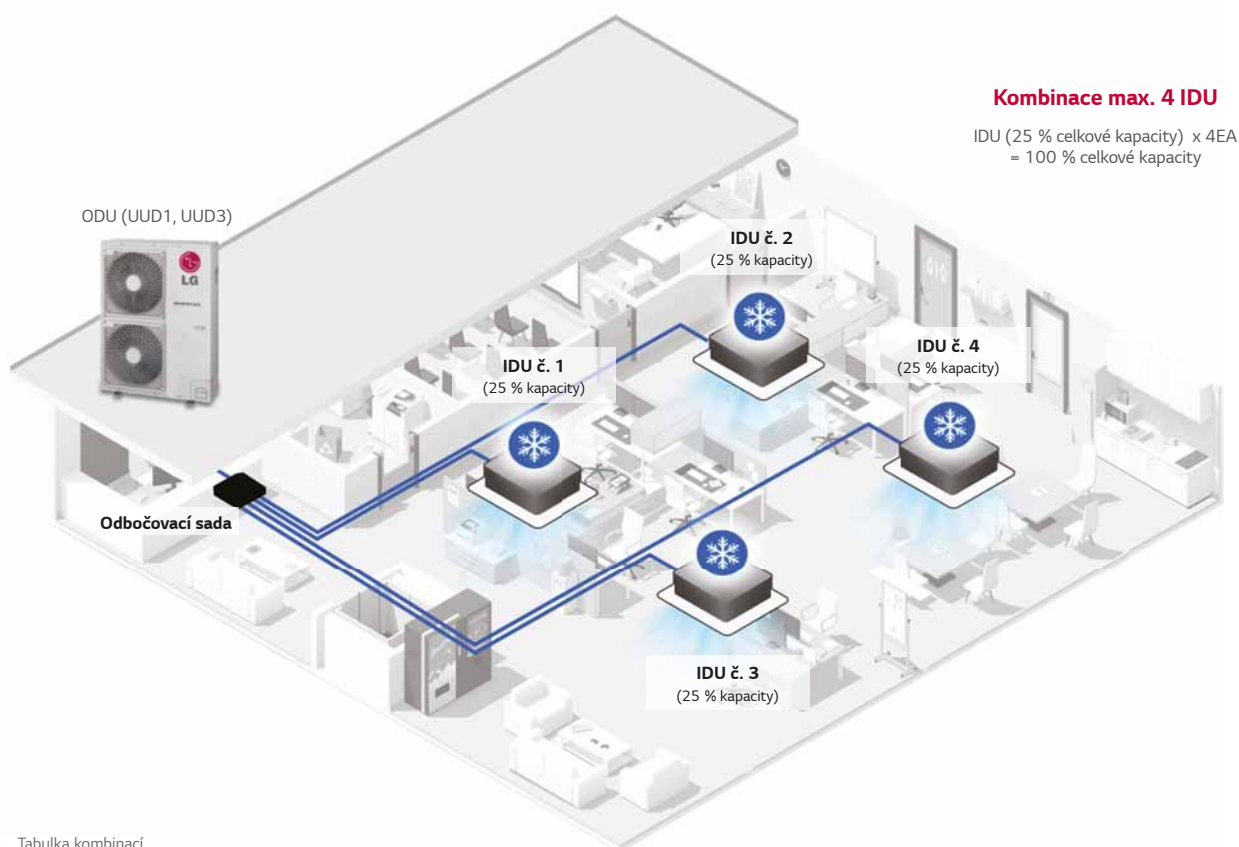 Kombinace max. 4 IDU
IDU (25 % celkové kapacity) x 4EA
= 100 % celkové kapacity
ODU (UUD1, UUD3)
LG
IDU č. 2
(25 % kapacity)
IDU č. 4
(25 % kapacity)
IDU č. 1
(25 % kapacity)
Odbočovací sada
IDU č. 3
(25 % kapacity)
Tabulka kombinací